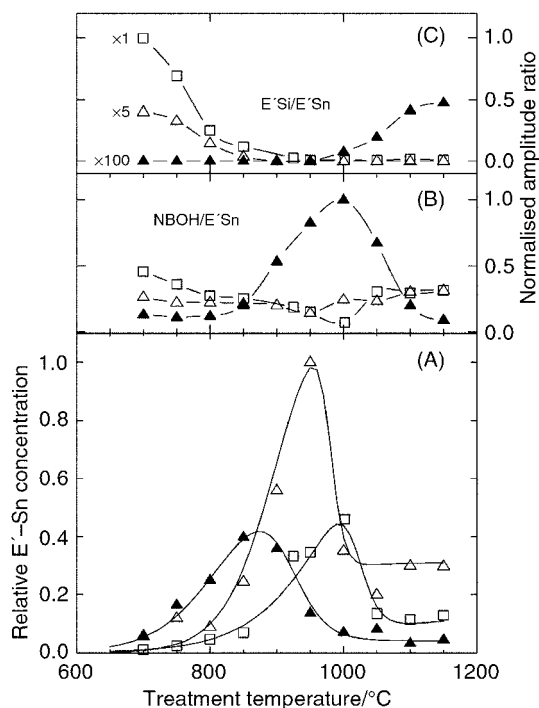 (C)
×1
×5
×100
E´Si/E´Sn
1.0
0.5
0.0
Normalised amplitude ratio
(B)
NBOH/E´Sn
1.0
0.5
0.0
(A)
1.0
0.8
0.6
0.4
0.2
0.0
Relative E´–Sn concentration
600 800 1000 1200
Treatment temperature/°C